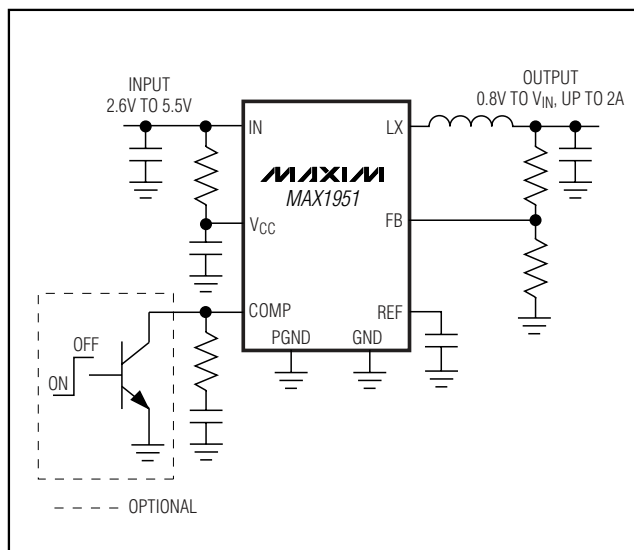 INPUT
2.6V TO 5.5V
OUTPUT
0.8V TO VIN, UP TO 2A
IN
LX
MAXIM
MAX1951
VCC
FB
COMP
REF
PGND
GND
OFF
ON
OPTIONAL